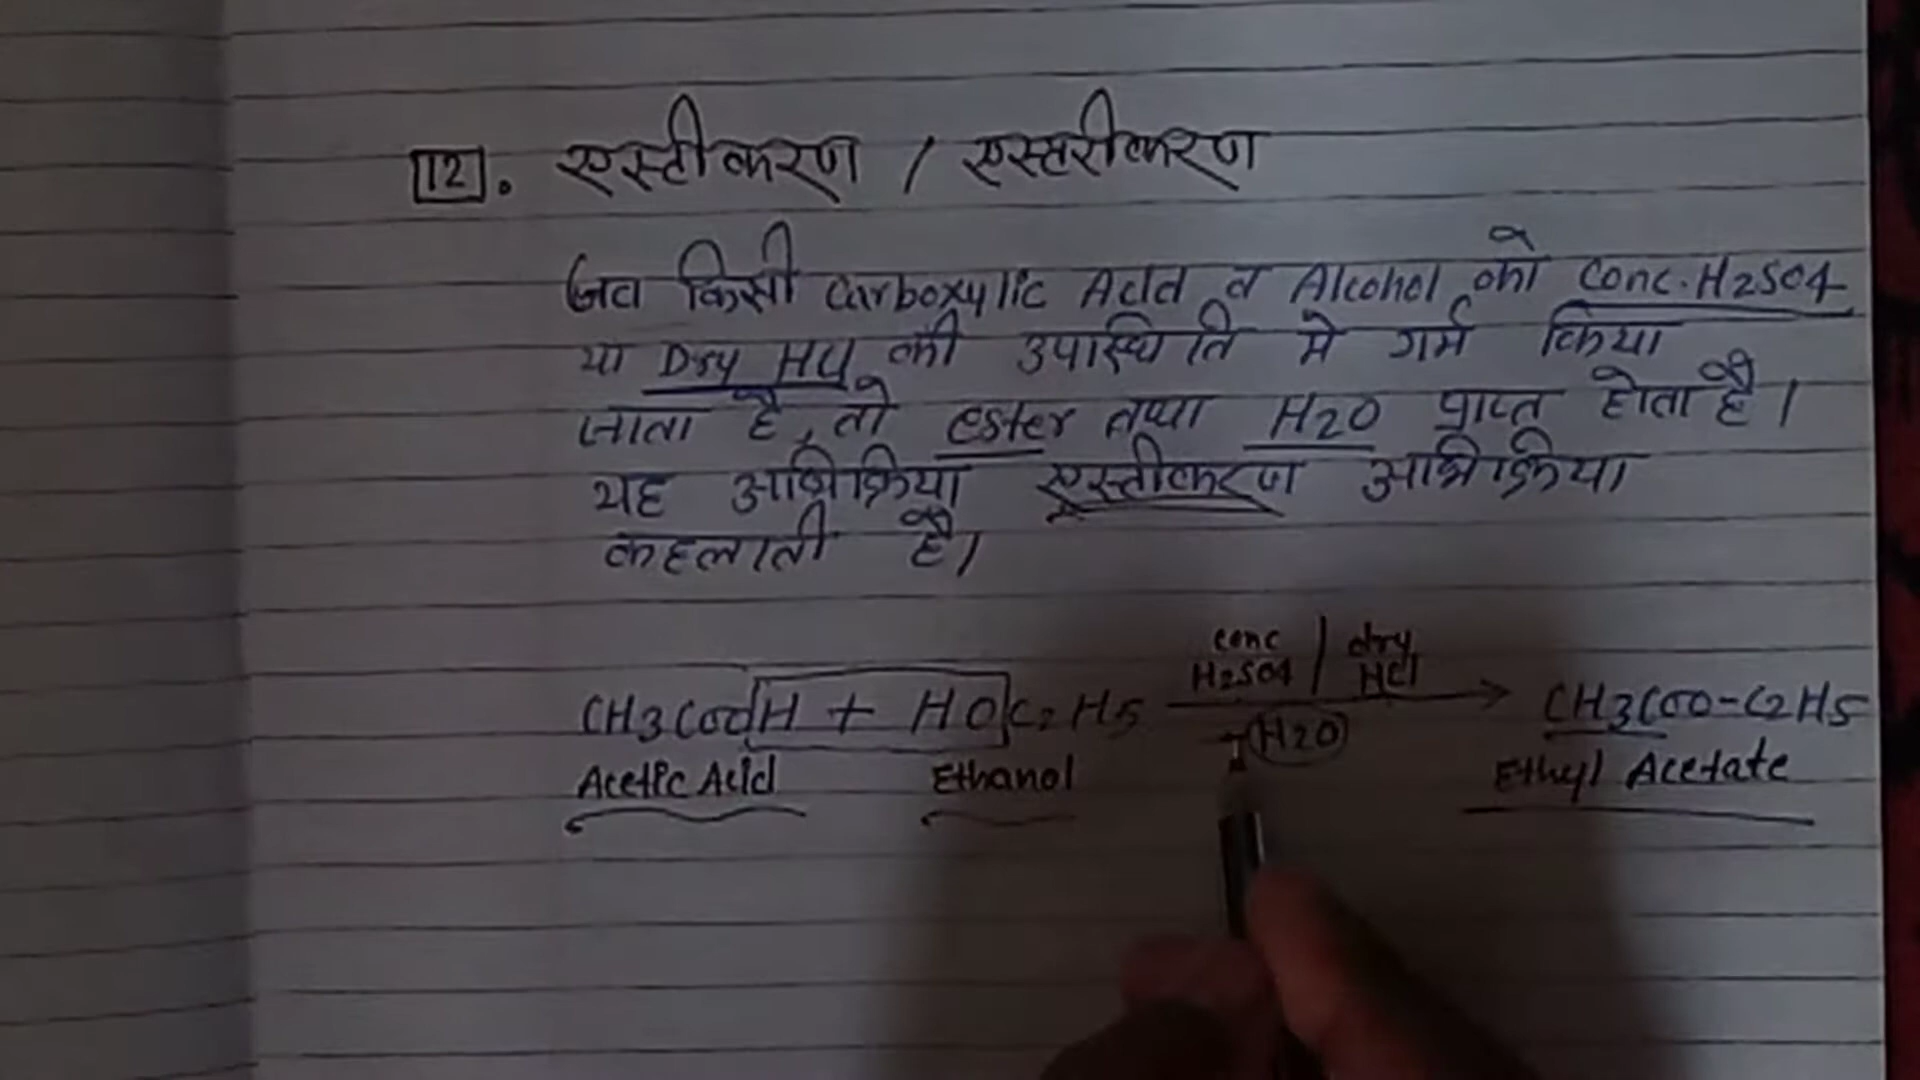 12. एस्टीकरण / एस्टरीकरण
जब किसी Carboxylic Acid व Alcohol को Conc. H2SO4
या Dry HCl की उपस्थिति मे गर्म किया
जाता है, तो ester तथा H2O प्राप्त होता है।
यह अभिक्रिया एस्तीकरण अभिक्रिया
कहलाती है।
conc | dry
H2SO4 | HCl
CH3COOH + HOC2H5 → CH3COO-C2H5
-H2O
Acetic Acid Ethanol Ethyl Acetate